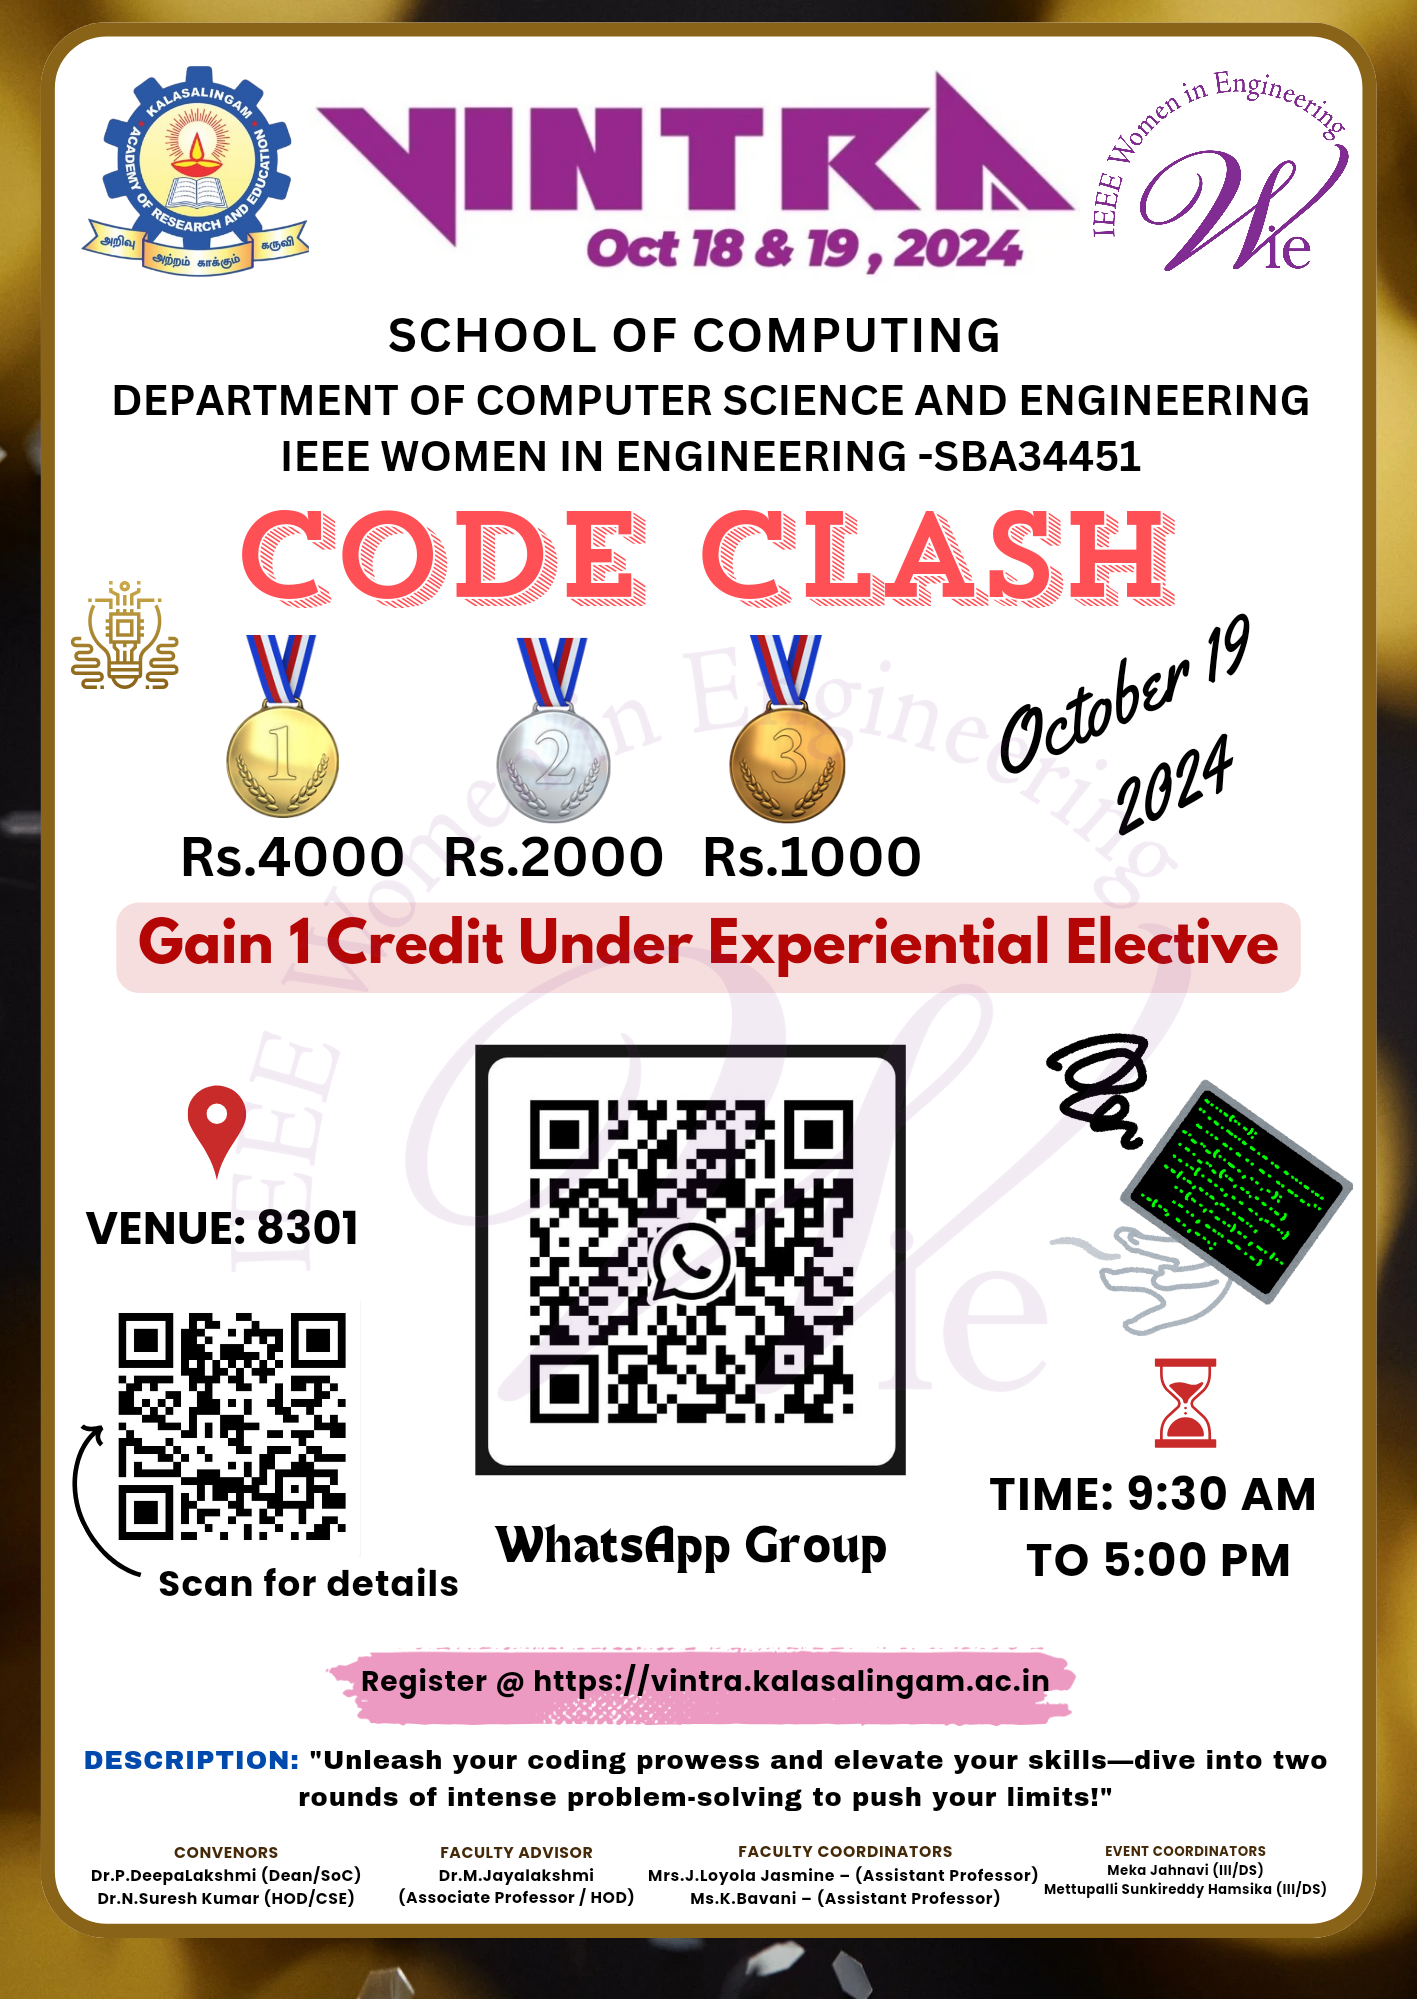 KALASALINGAM
ACADEMY OF RESEARCH AND EDUCATION
அறிவு
அற்றம் காக்கும்
கருவி
VINTRA
Oct 18 & 19 , 2024
IEEE Women in Engineering
Wie
SCHOOL OF COMPUTING
DEPARTMENT OF COMPUTER SCIENCE AND ENGINEERING
IEEE WOMEN IN ENGINEERING -SBA34451
CODE CLASH
October 19
2024
1
2
3
Rs.4000 Rs.2000 Rs.1000
IEEE Women in Engineering
Wie
Gain 1 Credit Under Experiential Elective
VENUE: 8301
Scan for details
WhatsApp Group
TIME: 9:30 AM
TO 5:00 PM
Register @ https://vintra.kalasalingam.ac.in
DESCRIPTION: "Unleash your coding prowess and elevate your skills—dive into two
rounds of intense problem-solving to push your limits!"
CONVENORS
Dr.P.DeepaLakshmi (Dean/SoC)
Dr.N.Suresh Kumar (HOD/CSE)
FACULTY ADVISOR
Dr.M.Jayalakshmi
(Associate Professor / HOD)
FACULTY COORDINATORS
Mrs.J.Loyola Jasmine – (Assistant Professor)
Ms.K.Bavani – (Assistant Professor)
EVENT COORDINATORS
Meka Jahnavi (III/DS)
Mettupalli Sunkireddy Hamsika (III/DS)